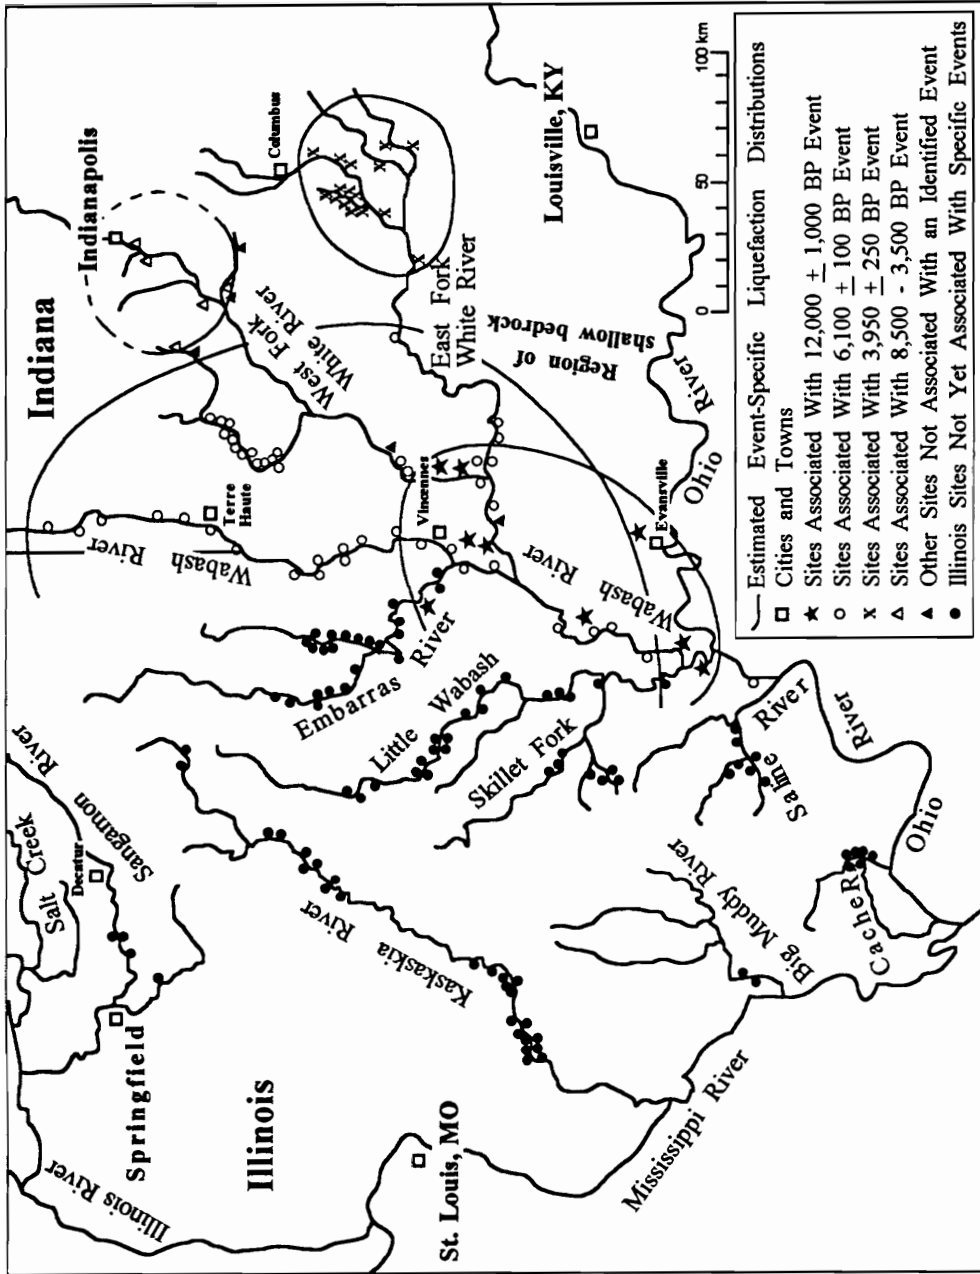 Indiana
Indianapolis
Columbus
Terre
Haute
Vincennes
Evansville
Louisville, KY
West Fork
White River
East Fork
White River
Region of
shallow bedrock
Wabash River
Wabash River
Embarras
River
Little Wabash
Skillet Fork
Saline River
Ohio River
Ohio River
Cache R
Big Muddy River
Kaskaskia River
Mississippi River
Sangamon River
Salt Creek
Decatur
Springfield
Illinois
Illinois River
St. Louis, MO
0 50 100 km
Estimated Event-Specific Liquefaction Distributions
Cities and Towns
Sites Associated With 12,000 ± 1,000 BP Event
Sites Associated With 6,100 ± 100 BP Event
Sites Associated With 3,950 ± 250 BP Event
Sites Associated With 8,500 - 3,500 BP Event
Other Sites Not Associated With an Identified Event
Illinois Sites Not Yet Associated With Specific Events